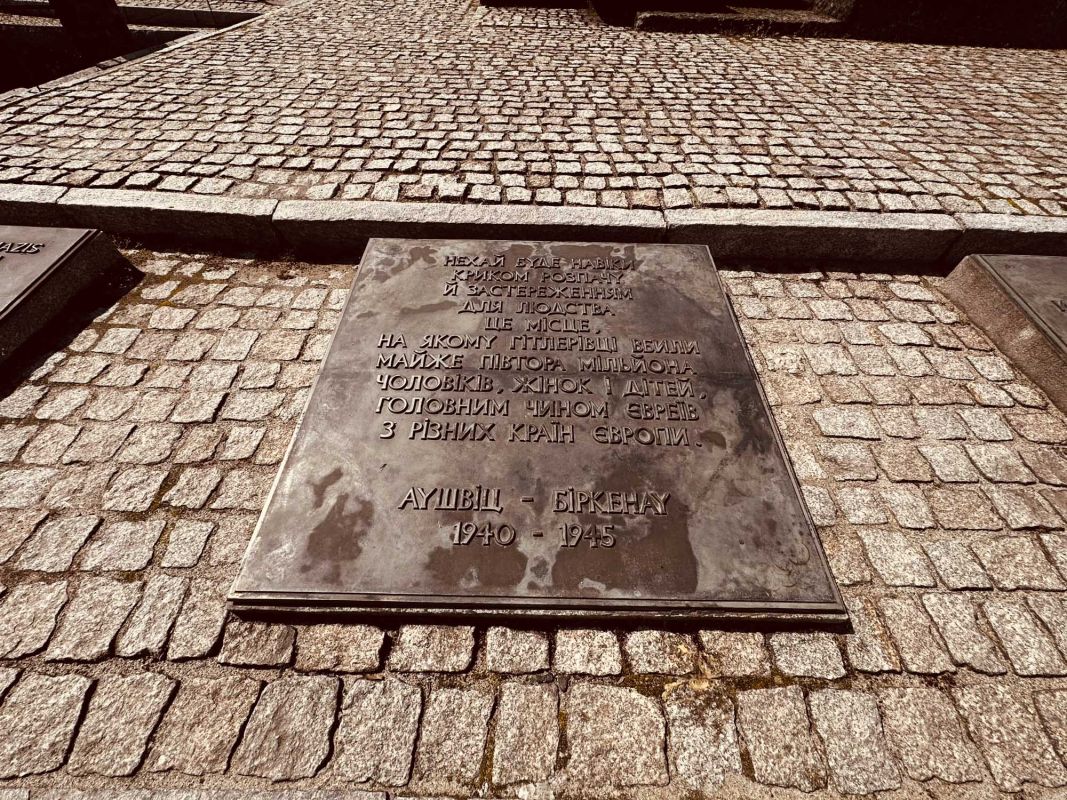 НЕХАЙ БУДЕ НАВІКИ
КРИКОМ РОЗПАЧУ
Й ЗАСТЕРЕЖЕННЯМ
ДЛЯ ЛЮДСТВА
ЦЕ МІСЦЕ,
НА ЯКОМУ ГІТЛЕРІВЦІ ВБИЛИ
МАЙЖЕ ПІВТОРА МІЛЬЙОНА
ЧОЛОВІКІВ, ЖІНОК І ДІТЕЙ,
ГОЛОВНИМ ЧИНОМ ЄВРЕЇВ
З РІЗНИХ КРАЇН ЄВРОПИ.
АУШВІЦ - БІРКЕНАУ
1940 - 1945